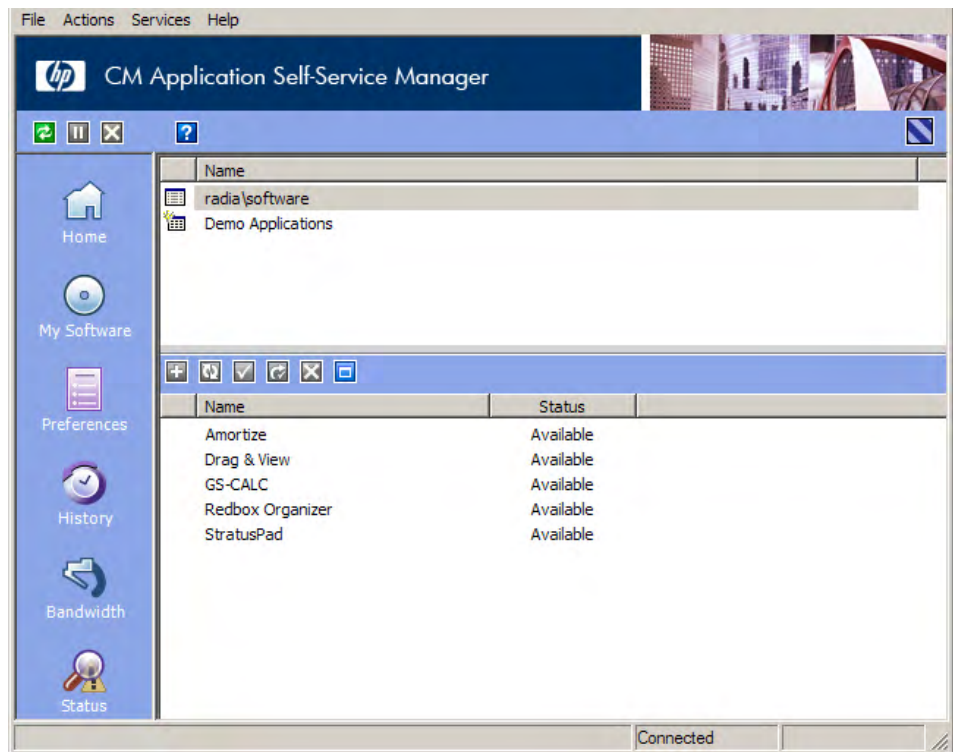 File Actions Services Help
hp CM Application Self-Service Manager
?
Name
radia\software
Demo Applications
Home
My Software
Preferences
History
Bandwidth
Status
Name Status
Amortize Available
Drag & View Available
GS-CALC Available
Redbox Organizer Available
StratusPad Available
Connected